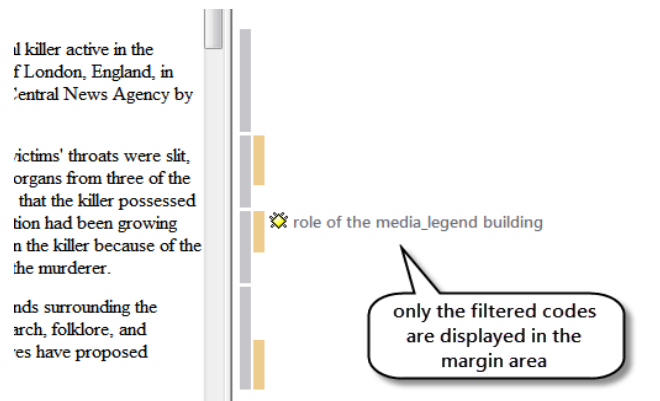 l killer active in the
f London, England, in
Central News Agency by
victims' throats were slit,
organs from three of the
that the killer possessed
tion had been growing
n the killer because of the
the murderer.
nds surrounding the
arch, folklore, and
es have proposed
role of the media_legend building
only the filtered codes
are displayed in the
margin area